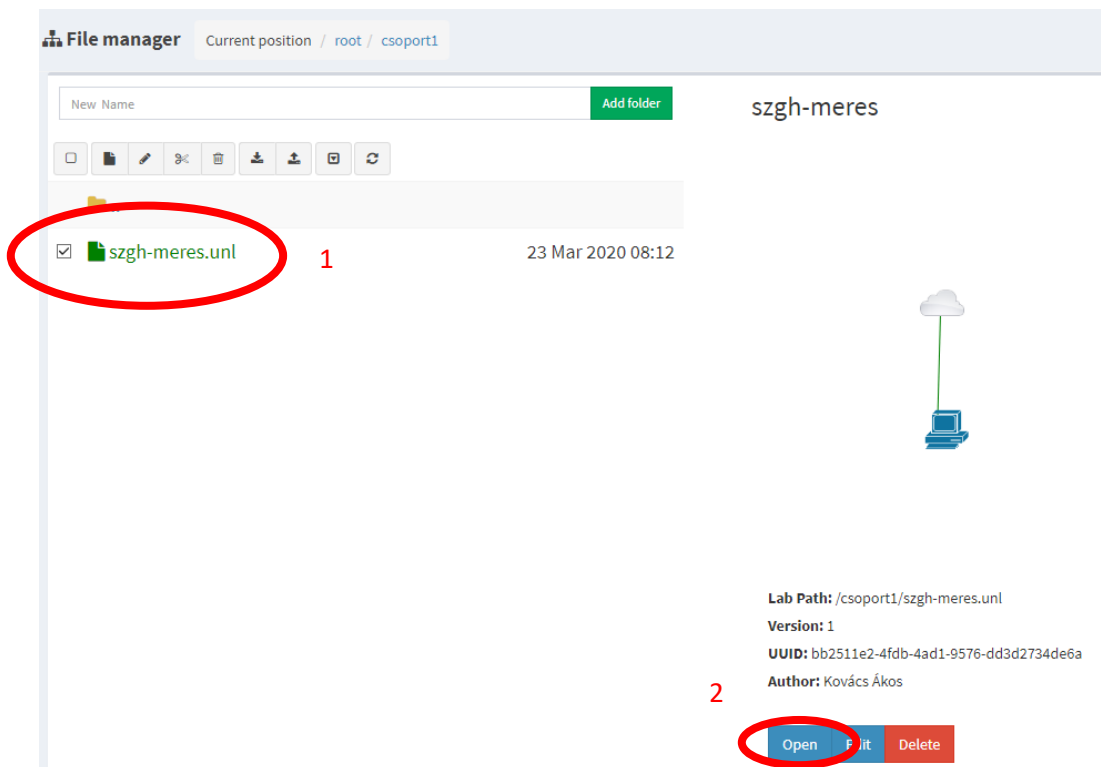 File manager Current position / root / csoport1
New Name Add folder
szgh-meres
..
szgh-meres.unl 1 23 Mar 2020 08:12
Lab Path: /csoport1/szgh-meres.unl
Version: 1
UUID: bb2511e2-4fdb-4ad1-9576-dd3d2734de6a
Author: Kovács Ákos
2
Open Edit Delete